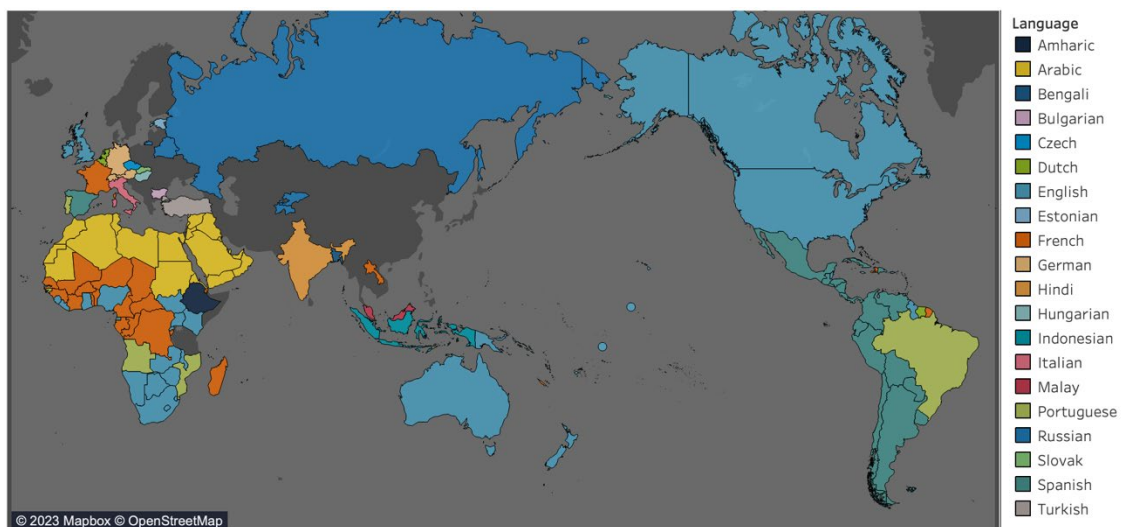 Language
Amharic
Arabic
Bengali
Bulgarian
Czech
Dutch
English
Estonian
French
German
Hindi
Hungarian
Indonesian
Italian
Malay
Portuguese
Russian
Slovak
Spanish
Turkish
© 2023 Mapbox © OpenStreetMap